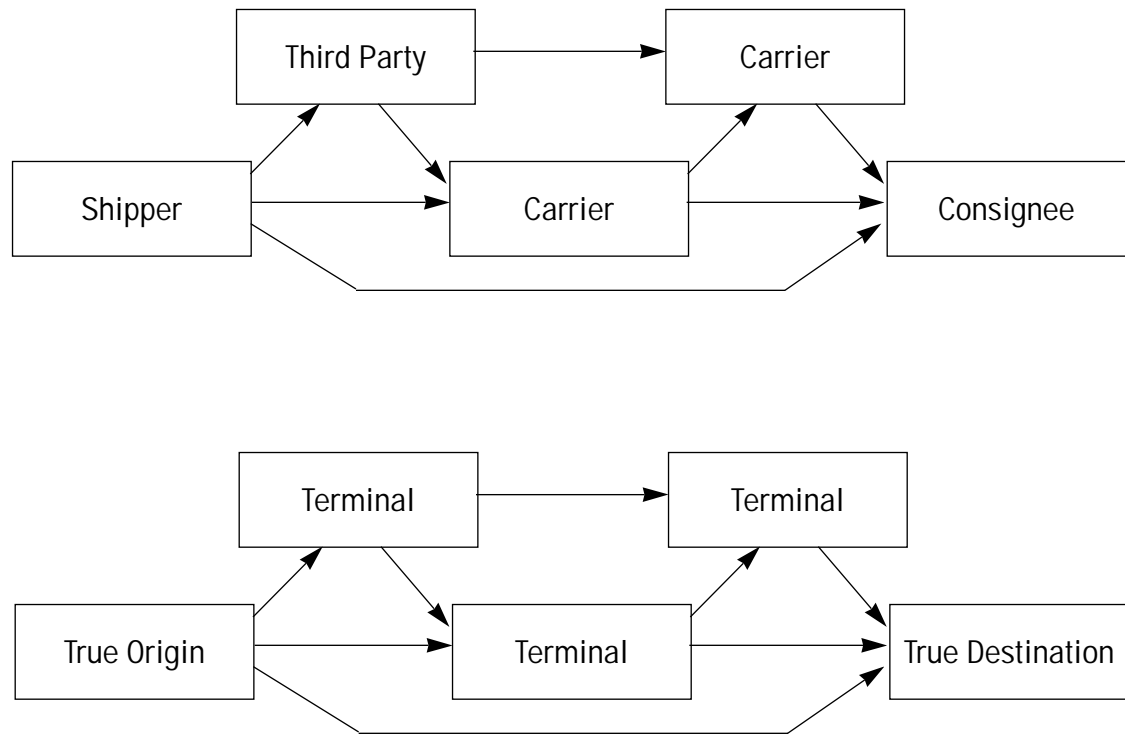 Third Party
Carrier
Shipper
Carrier
Consignee
Terminal
Terminal
True Origin
Terminal
True Destination